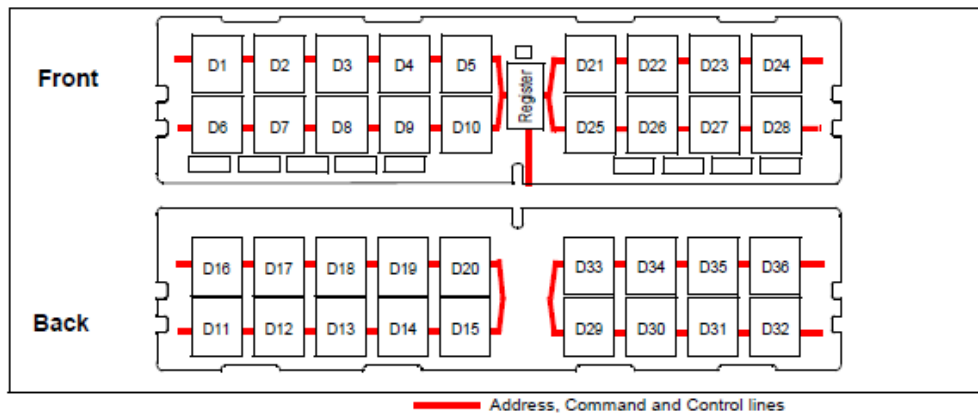 Front
D1 D2 D3 D4 D5 Register D21 D22 D23 D24
D6 D7 D8 D9 D10 D25 D26 D27 D28
Back
D16 D17 D18 D19 D20 D33 D34 D35 D36
D11 D12 D13 D14 D15 D29 D30 D31 D32
Address, Command and Control lines